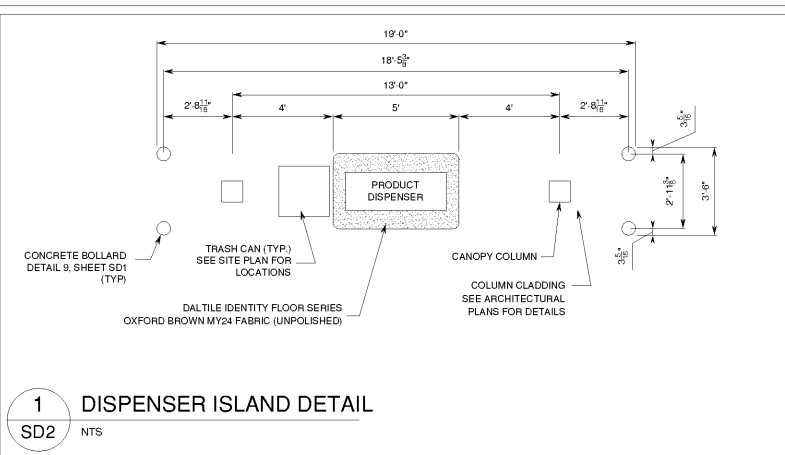 19'-0"
18'-5 3/8"
13'-0"
2'-8 11/16"
4'
5'
4'
2'-8 11/16"
3 5/16"
PRODUCT
DISPENSER
2'-11 3/8"
3'-6"
3 5/16"
CONCRETE BOLLARD
DETAIL 9, SHEET SD1
(TYP)
TRASH CAN (TYP.)
SEE SITE PLAN FOR
LOCATIONS
CANOPY COLUMN
COLUMN CLADDING
SEE ARCHITECTURAL
PLANS FOR DETAILS
DALTILE IDENTITY FLOOR SERIES
OXFORD BROWN MY24 FABRIC (UNPOLISHED)
1
SD2
DISPENSER ISLAND DETAIL
NTS